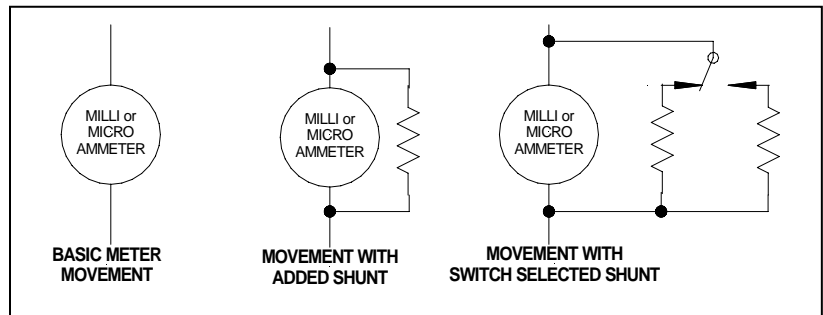 MILLI or
MICRO
AMMETER
BASIC METER
MOVEMENT
MILLI or
MICRO
AMMETER
MOVEMENT WITH
ADDED SHUNT
MILLI or
MICRO
AMMETER
MOVEMENT WITH
SWITCH SELECTED SHUNT